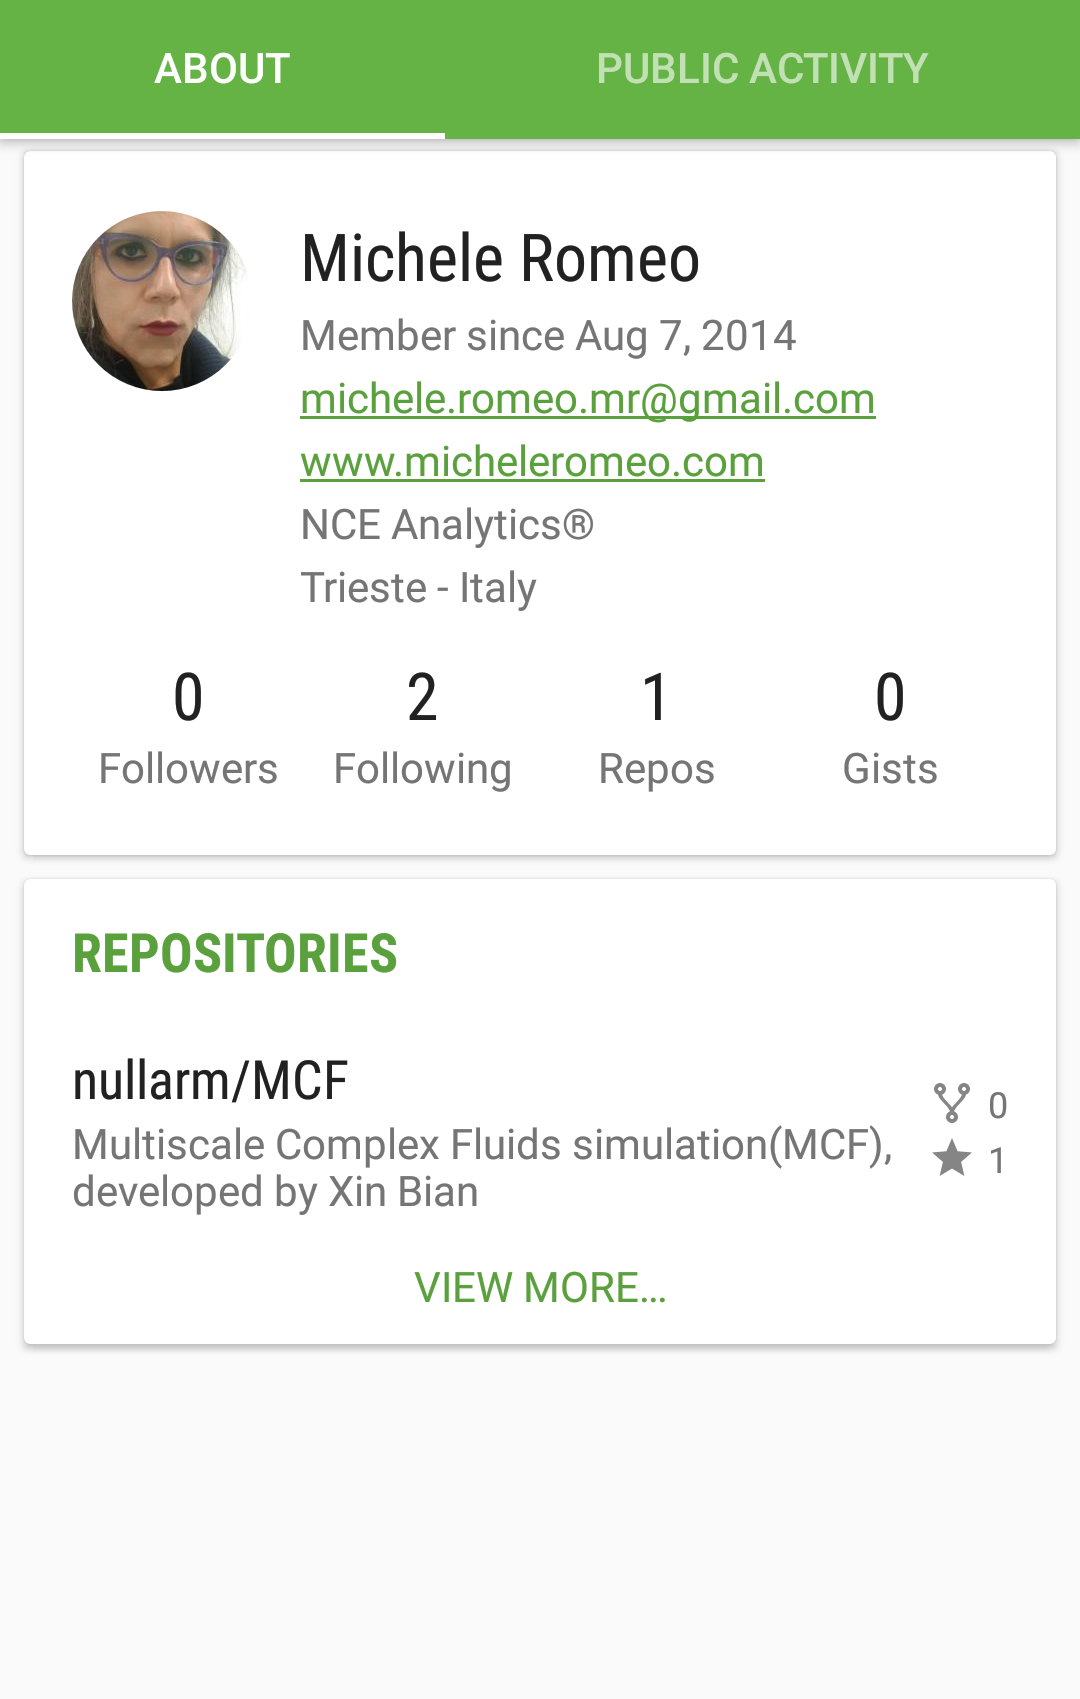 ABOUT
PUBLIC ACTIVITY
Michele Romeo
Member since Aug 7, 2014
michele.romeo.mr@gmail.com
www.micheleromeo.com
NCE Analytics®
Trieste - Italy
0 2 1 0
Followers Following Repos Gists
REPOSITORIES
nullarm/MCF
0
Multiscale Complex Fluids simulation(MCF),
1
developed by Xin Bian
VIEW MORE...